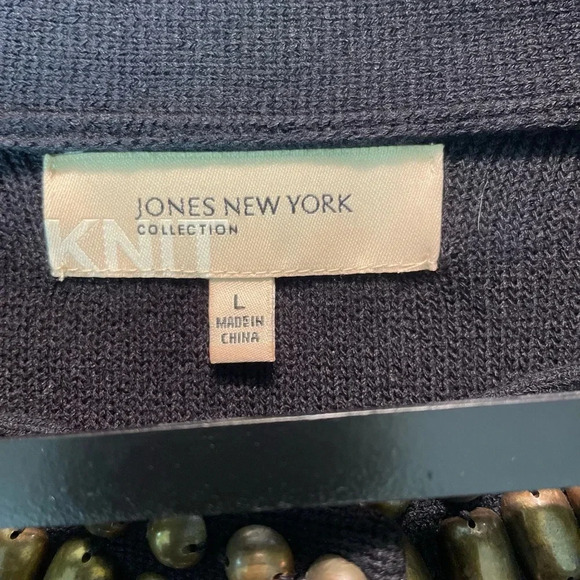 JONES NEW YORK
COLLECTION
KNIT
L
MADE IN
CHINA